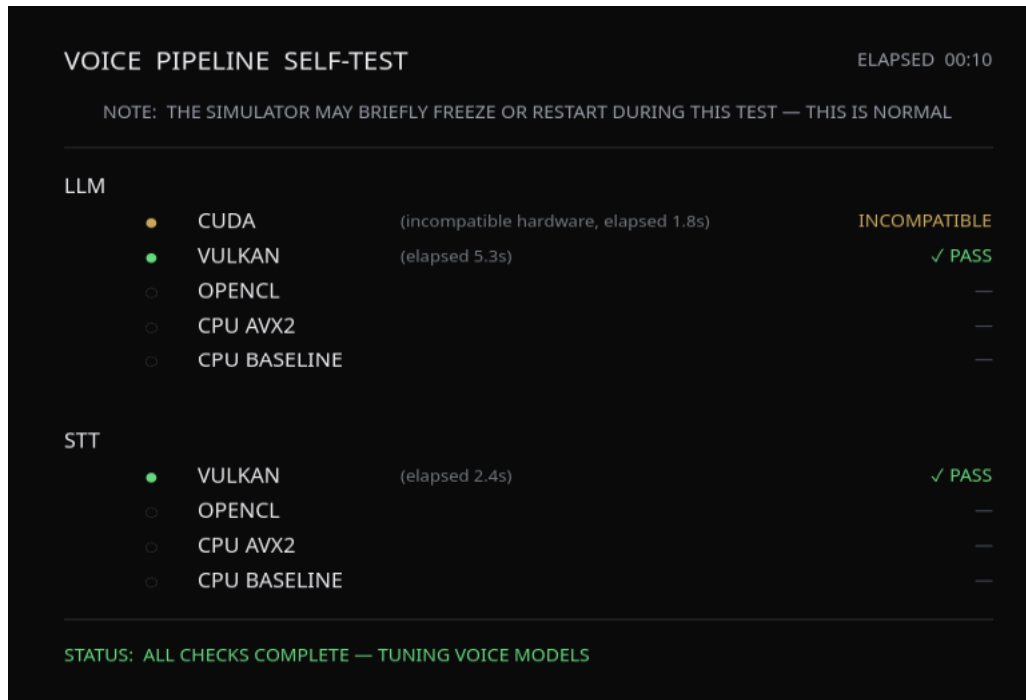 VOICE PIPELINE SELF-TEST ELAPSED 00:10
NOTE: THE SIMULATOR MAY BRIEFLY FREEZE OR RESTART DURING THIS TEST — THIS IS NORMAL
LLM
CUDA (incompatible hardware, elapsed 1.8s) INCOMPATIBLE
VULKAN (elapsed 5.3s) ✓ PASS
OPENCL —
CPU AVX2 —
CPU BASELINE —
STT
VULKAN (elapsed 2.4s) ✓ PASS
OPENCL —
CPU AVX2 —
CPU BASELINE —
STATUS: ALL CHECKS COMPLETE — TUNING VOICE MODELS